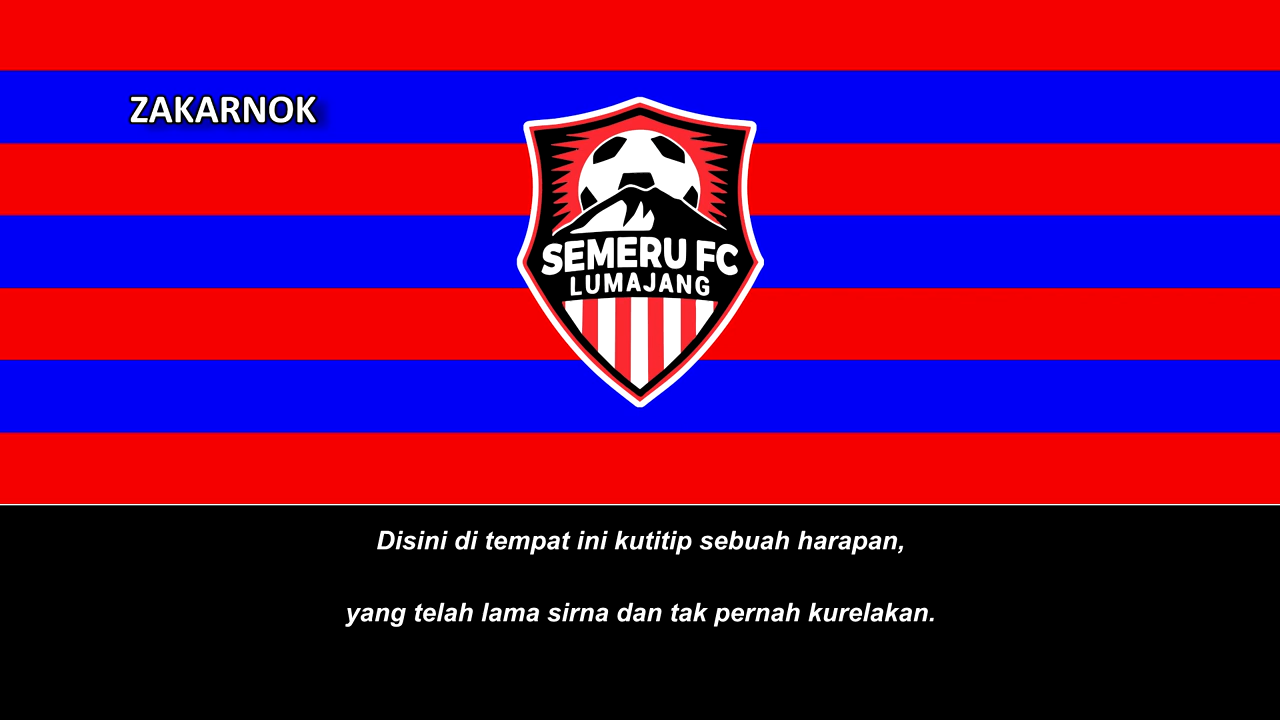 ZAKARNOK
SEMERU FC
LUMAJANG
Disini di tempat ini kutitip sebuah harapan,
yang telah lama sirna dan tak pernah kurelakan.